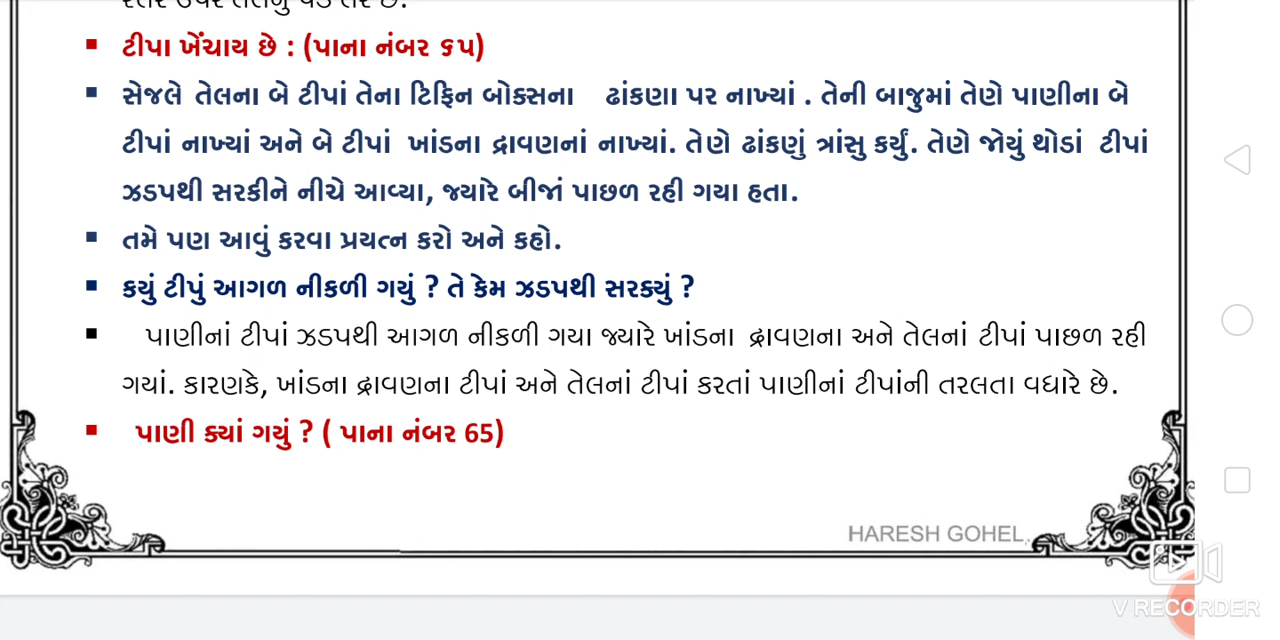 ટીપા ખેંચાય છે : (પાના નંબર ૬૫)
સેજલે તેલના બે ટીપાં તેના ટિફિન બોક્સના ઢાંકણા પર નાખ્યાં . તેની બાજુમાં તેણે પાણીના બે
ટીપાં નાખ્યાં અને બે ટીપાં ખાંડના દ્રાવણનાં નાખ્યાં. તેણે ઢાંકણું ત્રાંસુ કર્યું. તેણે જોયું થોડાં ટીપાં
ઝડપથી સરકીને નીચે આવ્યા, જ્યારે બીજાં પાછળ રહી ગયા હતા.
તમે પણ આવું કરવા પ્રયત્ન કરો અને કહો.
કયું ટીપું આગળ નીકળી ગયું ? તે કેમ ઝડપથી સરક્યું ?
પાણીનાં ટીપાં ઝડપથી આગળ નીકળી ગયા જ્યારે ખાંડના દ્રાવણના અને તેલનાં ટીપાં પાછળ રહી
ગયાં. કારણકે, ખાંડના દ્રાવણના ટીપાં અને તેલનાં ટીપાં કરતાં પાણીનાં ટીપાંની તરલતા વધારે છે.
પાણી ક્યાં ગયું ? ( પાના નંબર 65)
HARESH GOHEL.
V RECORDER